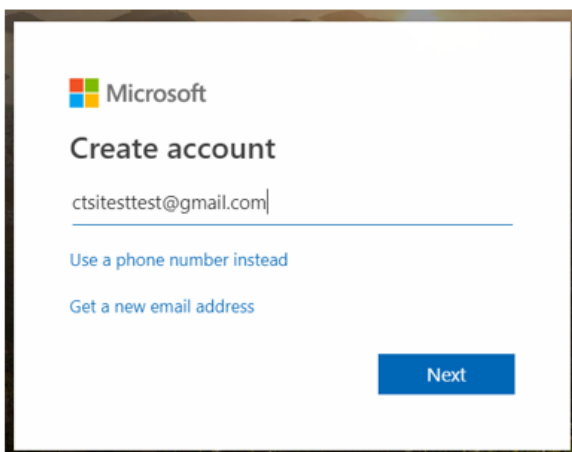 Microsoft
Create account
ctsitesttest@gmail.com
Use a phone number instead
Get a new email address
Next